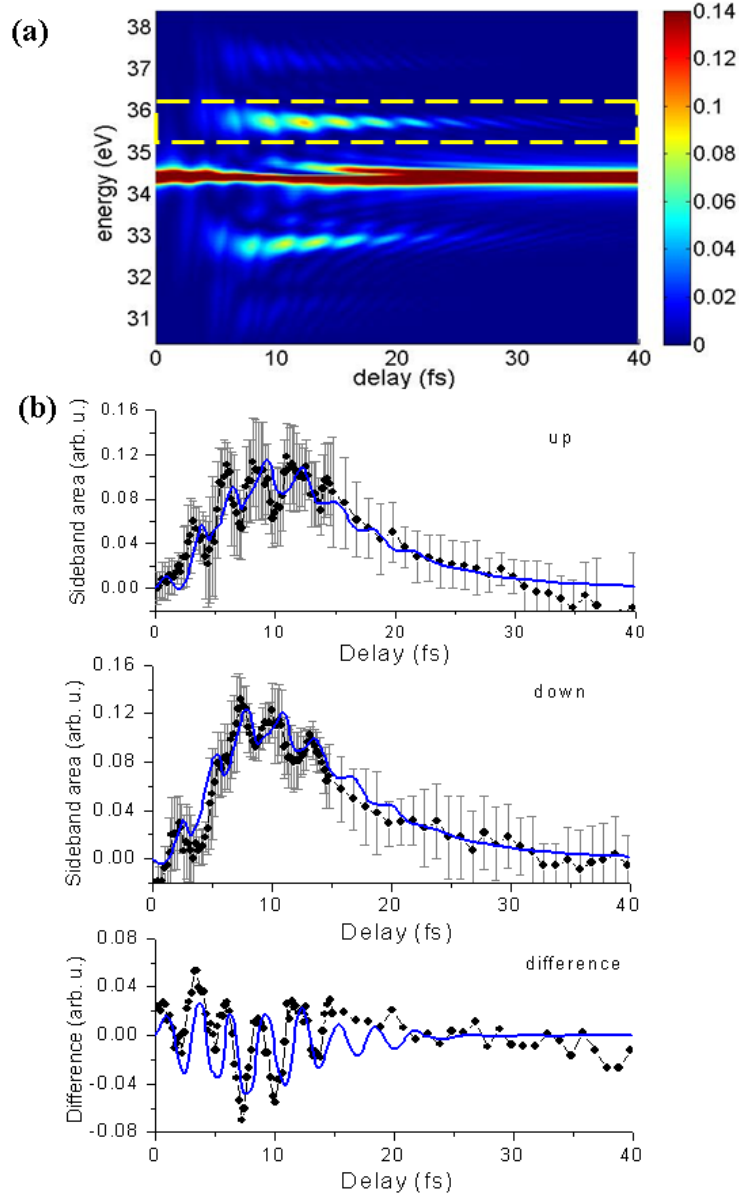 (a)
38
37
36
35
34
33
32
31
energy (eV)
0 10 20 30 40
delay (fs)
0.14
0.12
0.1
0.08
0.06
0.04
0.02
0
(b)
0.16
0.12
0.08
0.04
0.00
Sideband area (arb. u.)
up
0 10 20 30 40
Delay (fs)
0.16
0.12
0.08
0.04
0.00
Sideband area (arb. u.)
down
0 10 20 30 40
Delay (fs)
0.08
0.04
0.00
-0.04
-0.08
Difference (arb. u.)
difference
0 10 20 30 40
Delay (fs)